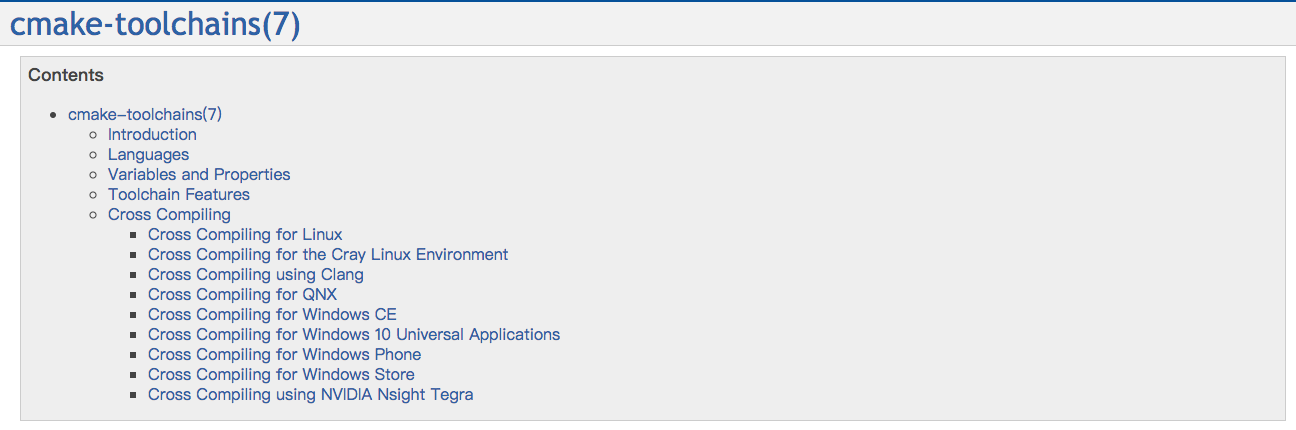 cmake-toolchains(7)
Contents
cmake–toolchains(7)
Introduction
Languages
Variables and Properties
Toolchain Features
Cross Compiling
Cross Compiling for Linux
Cross Compiling for the Cray Linux Environment
Cross Compiling using Clang
Cross Compiling for QNX
Cross Compiling for Windows CE
Cross Compiling for Windows 10 Universal Applications
Cross Compiling for Windows Phone
Cross Compiling for Windows Store
Cross Compiling using NVIDIA Nsight Tegra